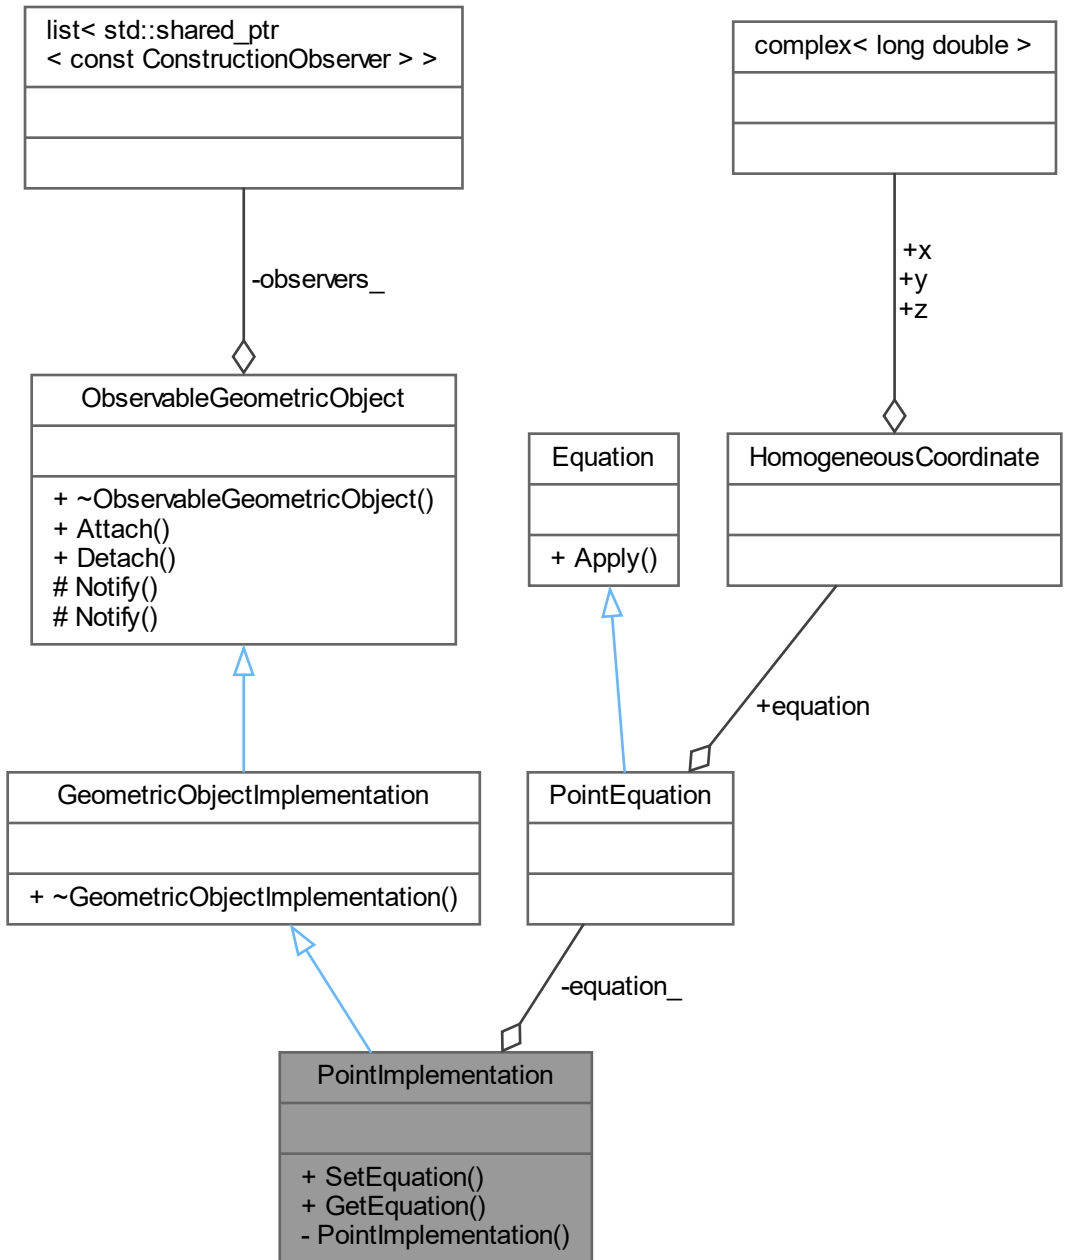 list< std::shared_ptr
< const ConstructionObserver > >
complex< long double >
+x
+y
+z
-observers_
ObservableGeometricObject
+ ~ObservableGeometricObject()
+ Attach()
+ Detach()
# Notify()
# Notify()
Equation
+ Apply()
HomogeneousCoordinate
+equation
GeometricObjectImplementation
+ ~GeometricObjectImplementation()
PointEquation
-equation_
PointImplementation
+ SetEquation()
+ GetEquation()
- PointImplementation()